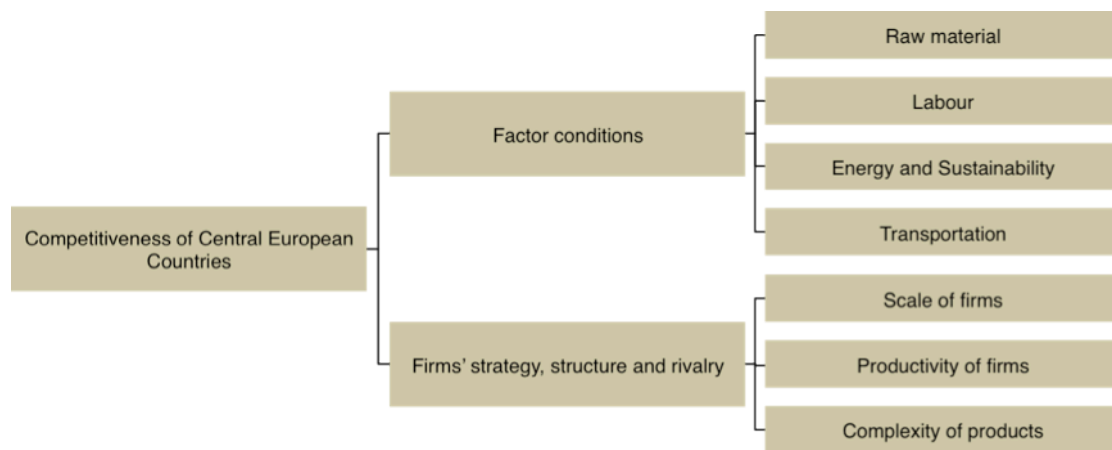 Competitiveness of Central European
Countries
Factor conditions
Raw material
Labour
Energy and Sustainability
Transportation
Firms’ strategy, structure and rivalry
Scale of firms
Productivity of firms
Complexity of products